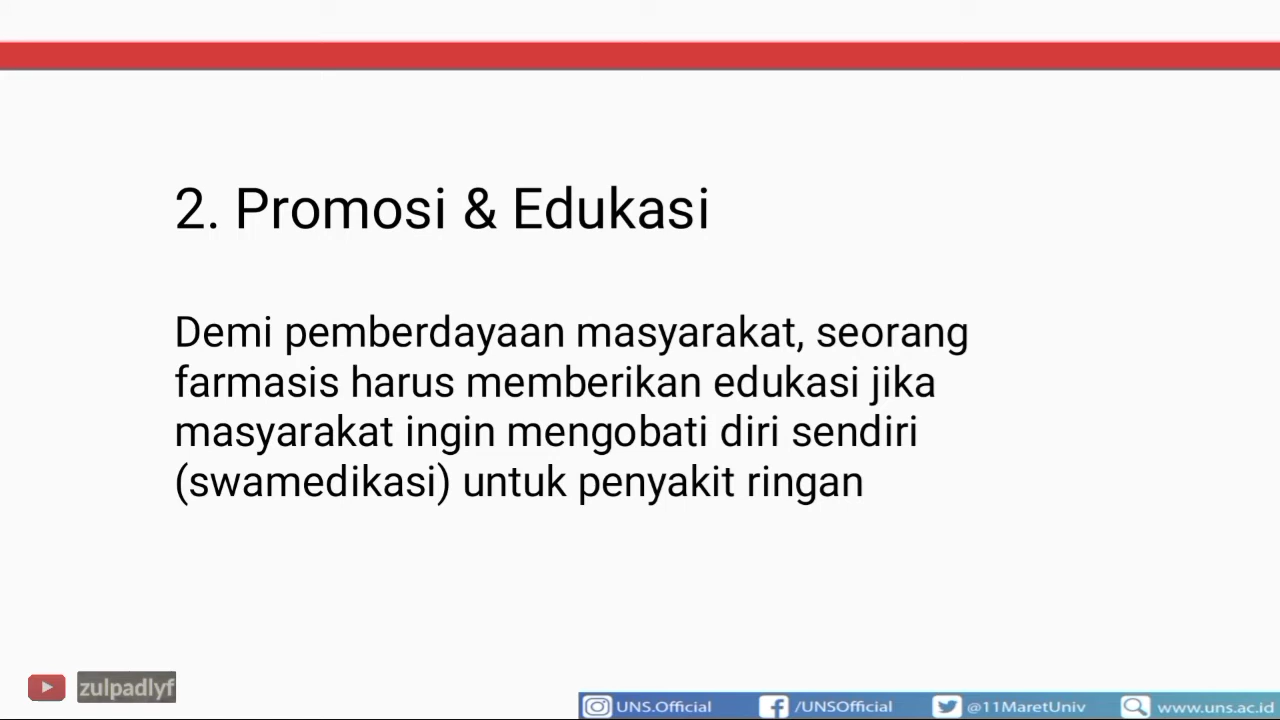 2. Promosi & Edukasi
Demi pemberdayaan masyarakat, seorang
farmasis harus memberikan edukasi jika
masyarakat ingin mengobati diri sendiri
(swamedikasi) untuk penyakit ringan
zulpadlyf
UNS.Official /UNSOfficial @11MaretUniv www.uns.ac.id